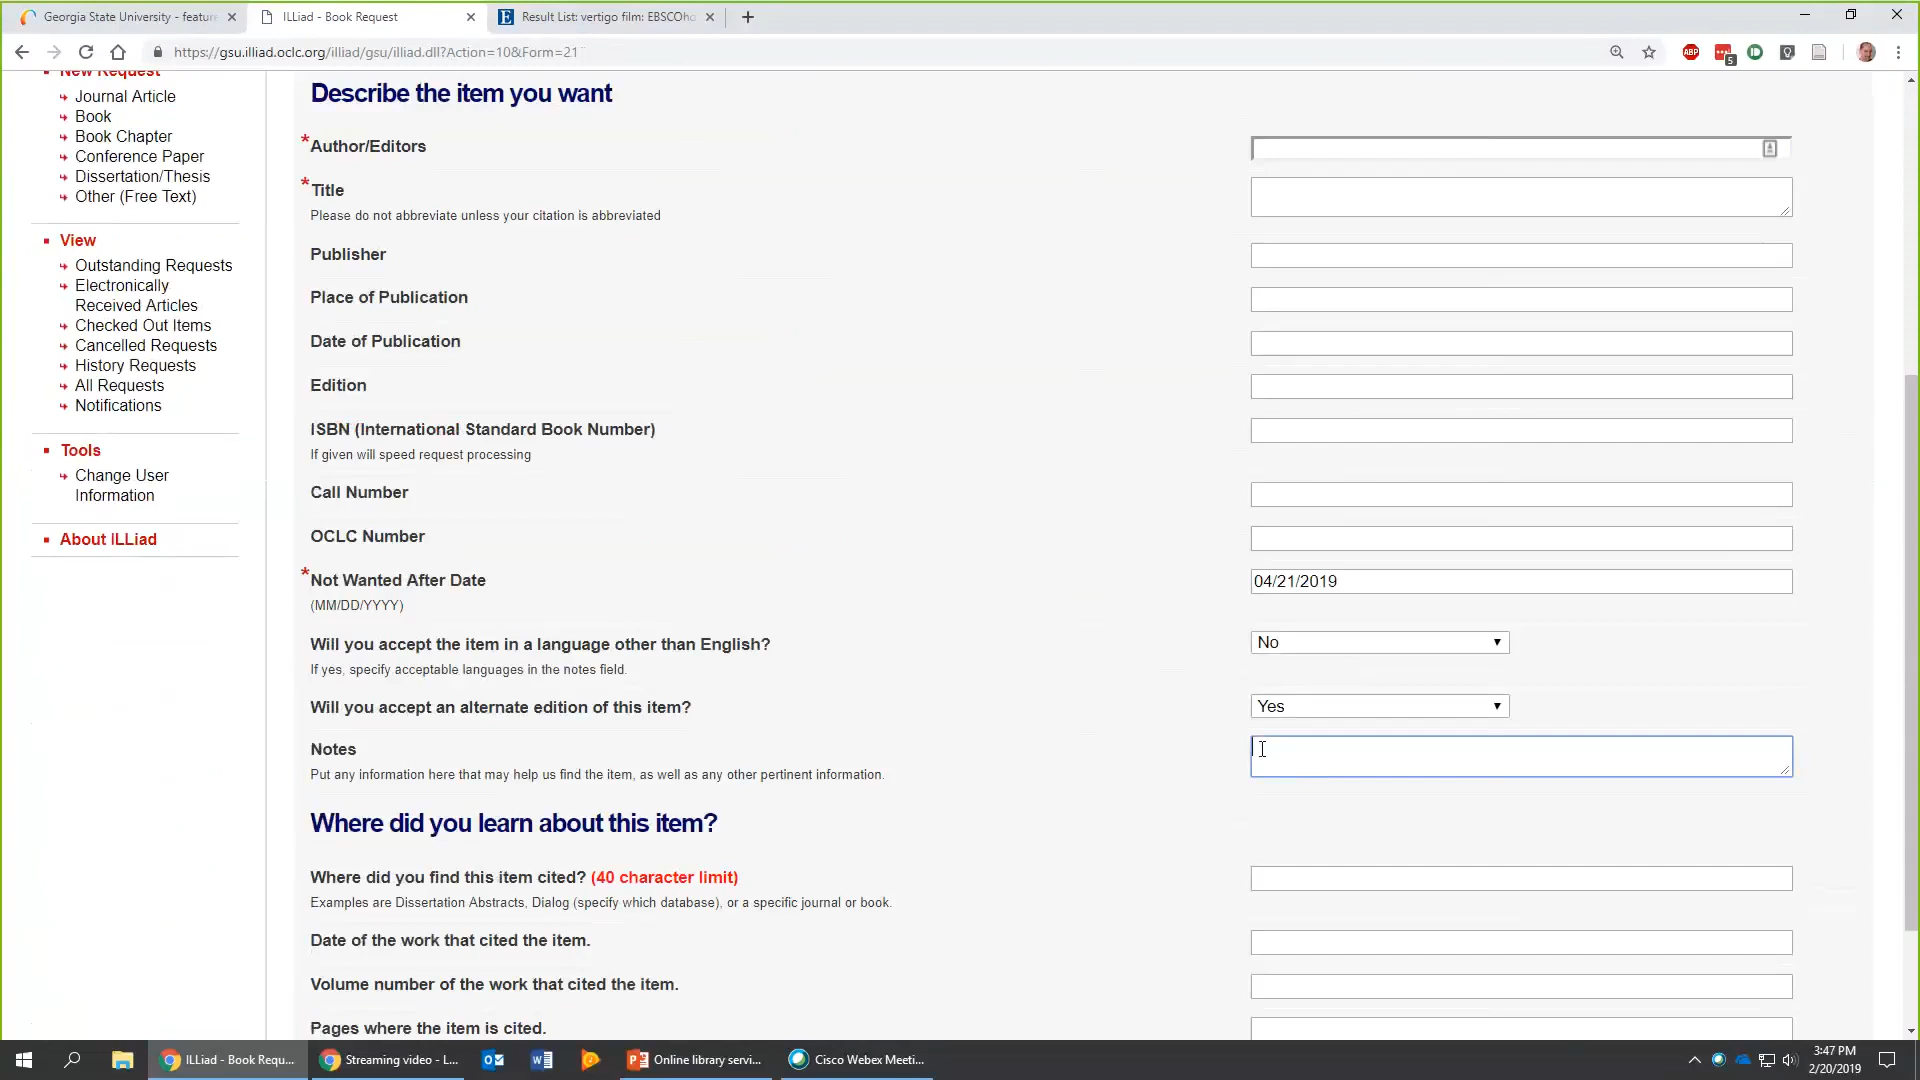 Georgia State University - feature
ILLiad - Book Request
Result List: vertigo film: EBSCOho
https://gsu.illiad.oclc.org/illiad/gsu/illiad.dll?Action=10&Form=21
ABP
5
New Request
Journal Article
Book
Book Chapter
Conference Paper
Dissertation/Thesis
Other (Free Text)
View
Outstanding Requests
Electronically
Received Articles
Checked Out Items
Cancelled Requests
History Requests
All Requests
Notifications
Tools
Change User
Information
About ILLiad
Describe the item you want
*Author/Editors
*Title
Please do not abbreviate unless your citation is abbreviated
Publisher
Place of Publication
Date of Publication
Edition
ISBN (International Standard Book Number)
If given will speed request processing
Call Number
OCLC Number
*Not Wanted After Date
04/21/2019
(MM/DD/YYYY)
Will you accept the item in a language other than English?
No
If yes, specify acceptable languages in the notes field.
Will you accept an alternate edition of this item?
Yes
Notes
Put any information here that may help us find the item, as well as any other pertinent information.
Where did you learn about this item?
Where did you find this item cited? (40 character limit)
Examples are Dissertation Abstracts, Dialog (specify which database), or a specific journal or book.
Date of the work that cited the item.
Volume number of the work that cited the item.
Pages where the item is cited.
ILLiad - Book Requ...
Streaming video - L...
Online library servi...
Cisco Webex Meeti...
3:47 PM
2/20/2019